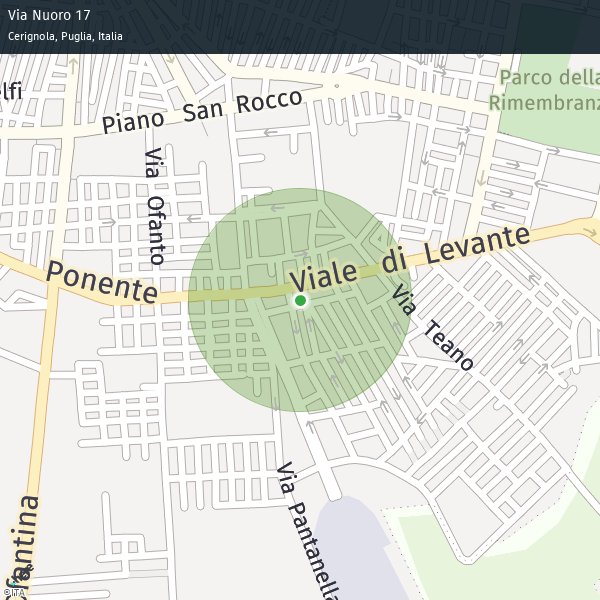 Via Nuoro 17
Cerignola, Puglia, Italia
Parco della
Rimembranz
elfi
Piano San Rocco
Via Ofanto
Viale di Levante
Ponente
Via Teano
Via Pantanella
fantina
©ITA